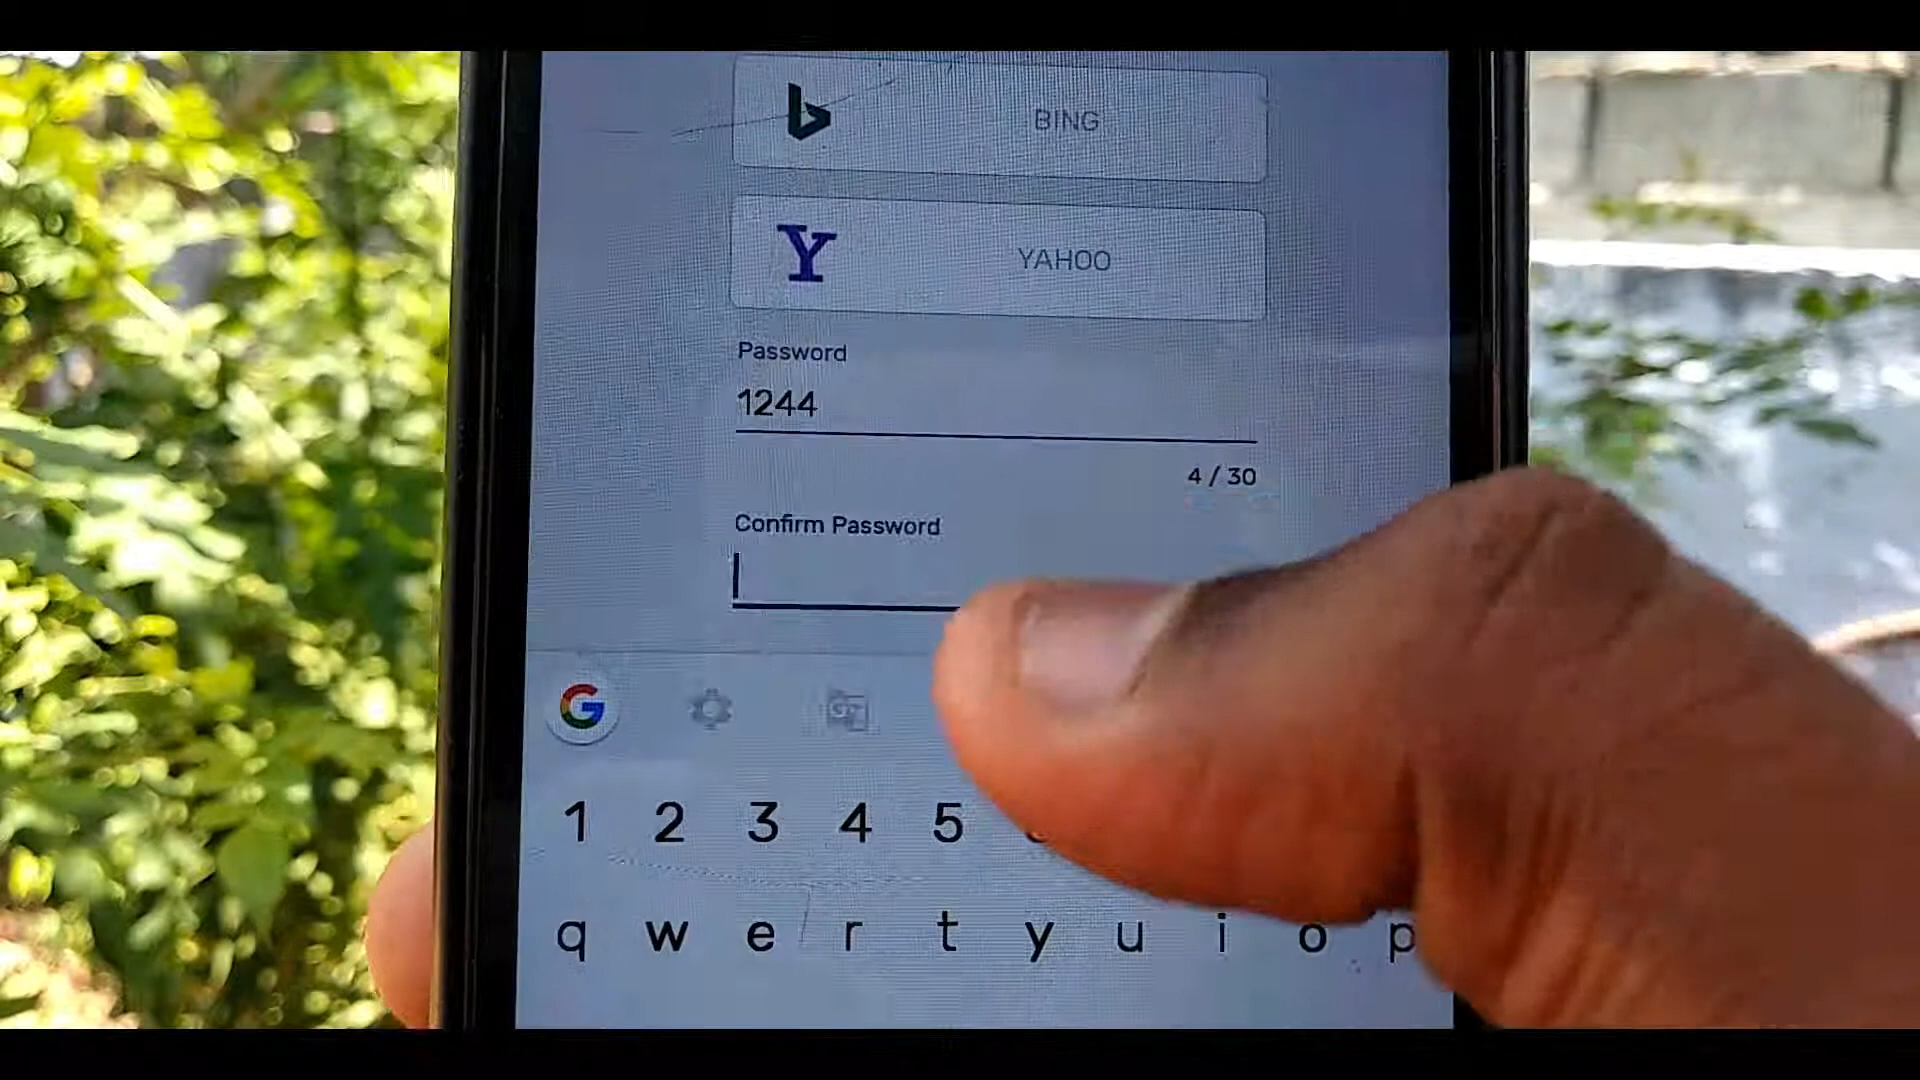 BING
Y YAHOO
Password
1244
4 / 30
Confirm Password
G
1 2 3 4 5
q w e r t y u i o p